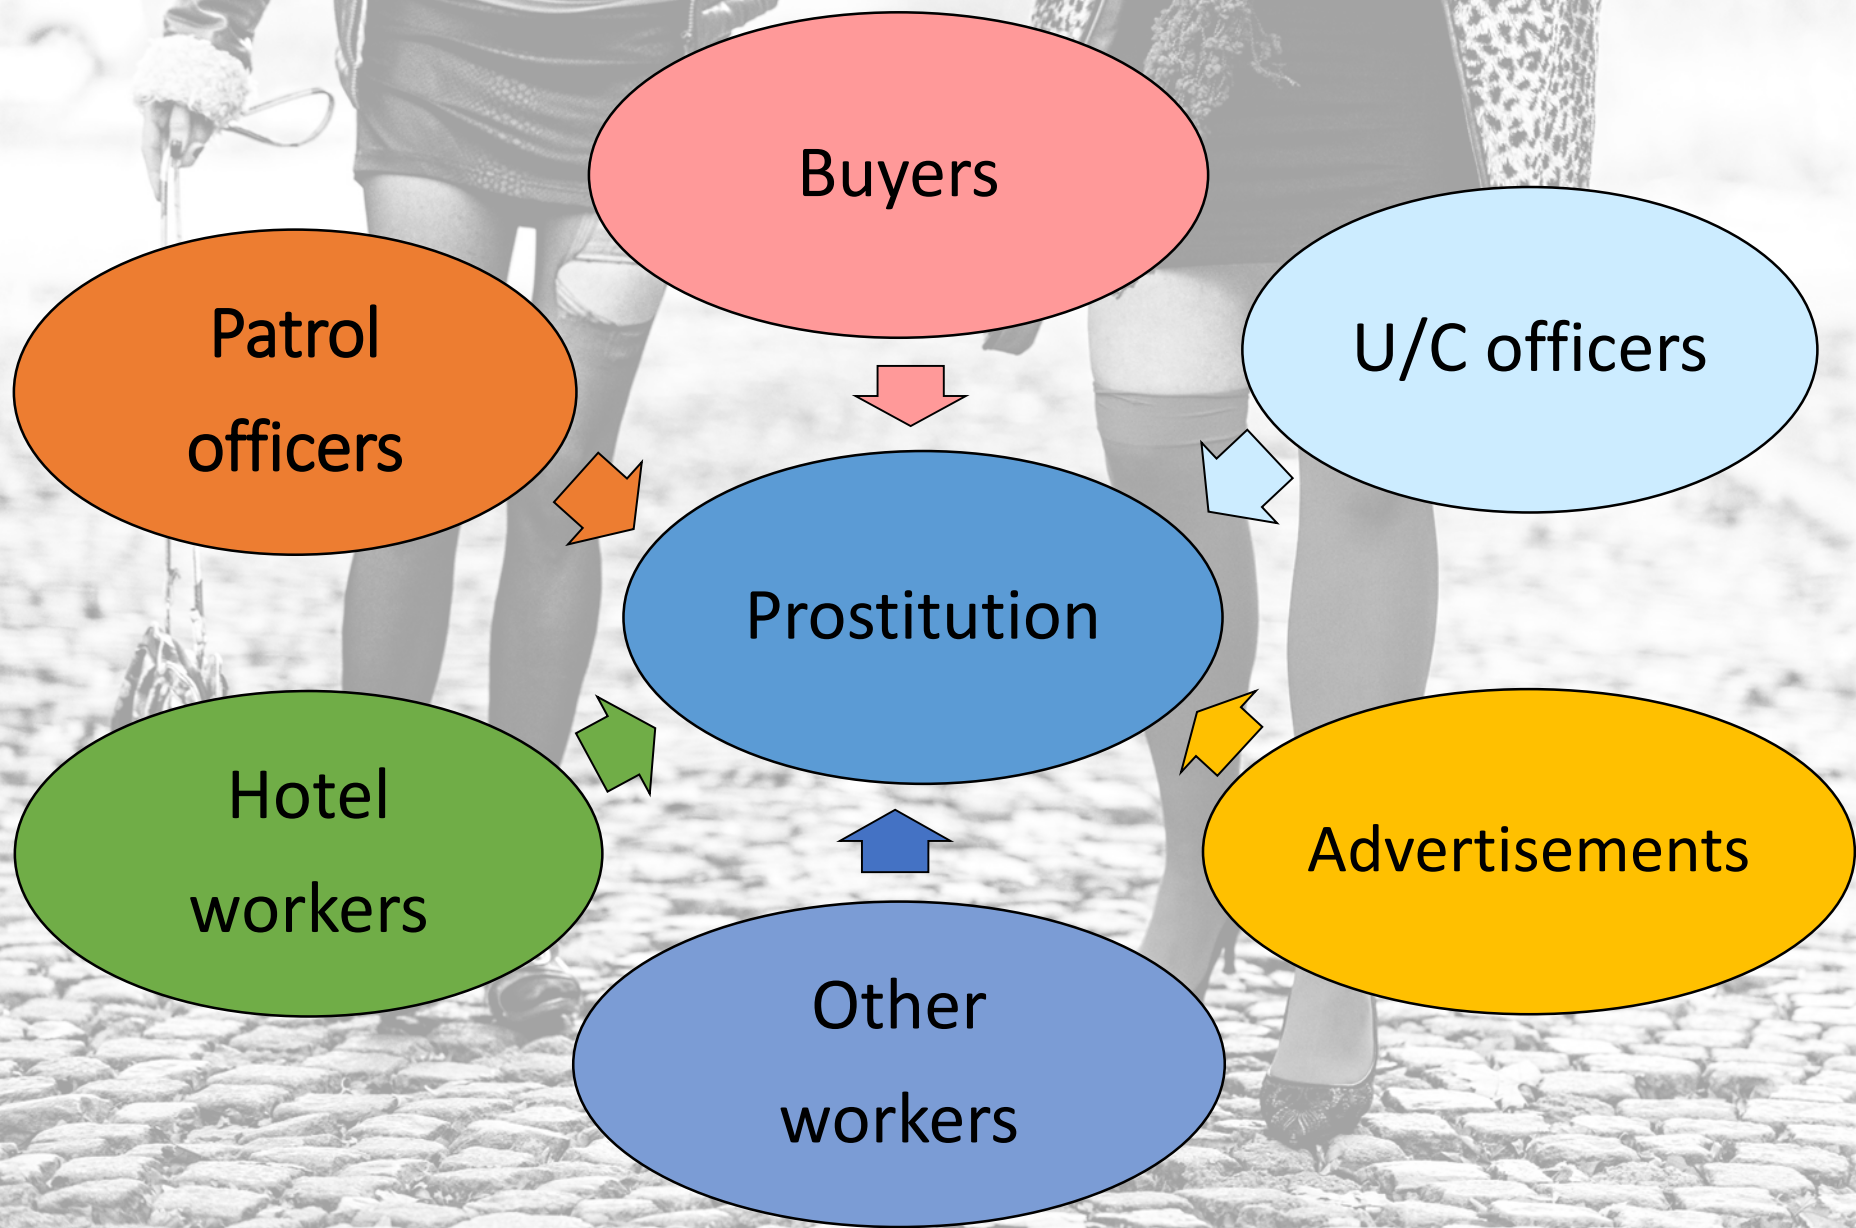 Buyers
U/C officers
Patrol
officers
Prostitution
Hotel
workers
Advertisements
Other
workers